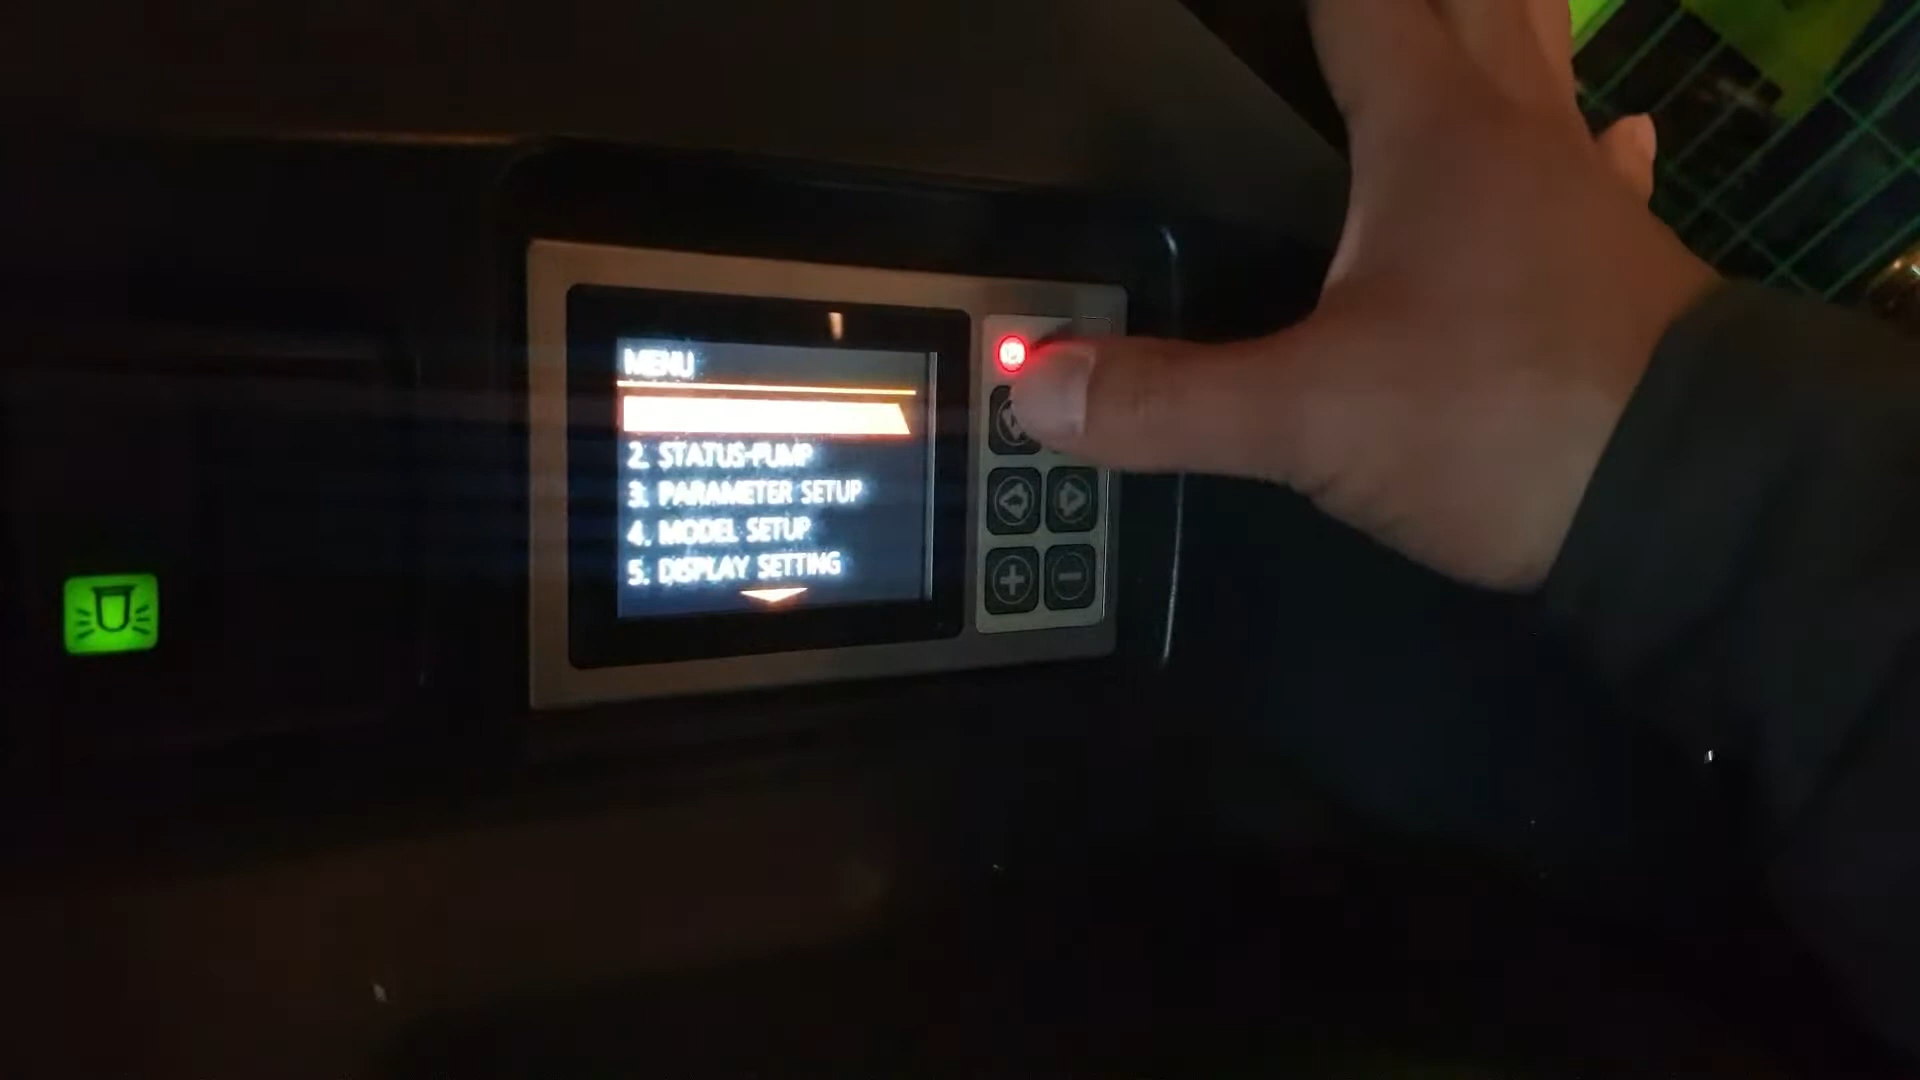 MENU
2. STATUS-PUMP
3. PARAMETER SETUP
4. MODEL SETUP
5. DISPLAY SETTING